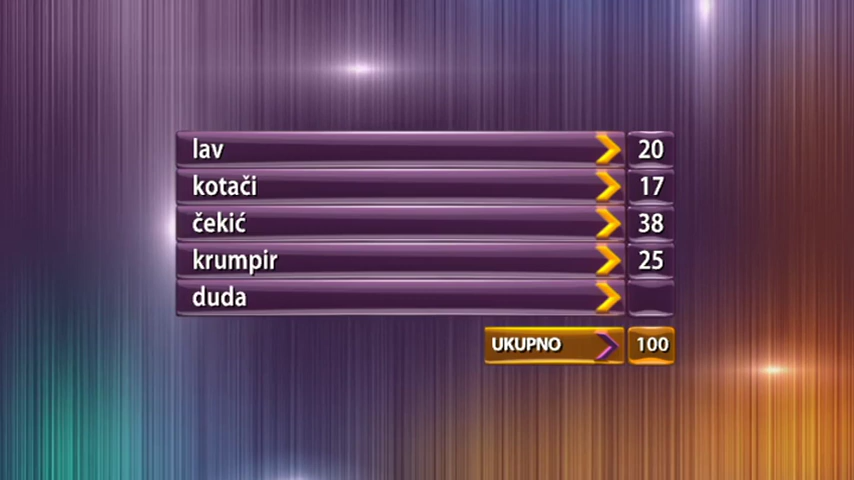 lav 20
kotači 17
čekić 38
krumpir 25
duda
UKUPNO 100